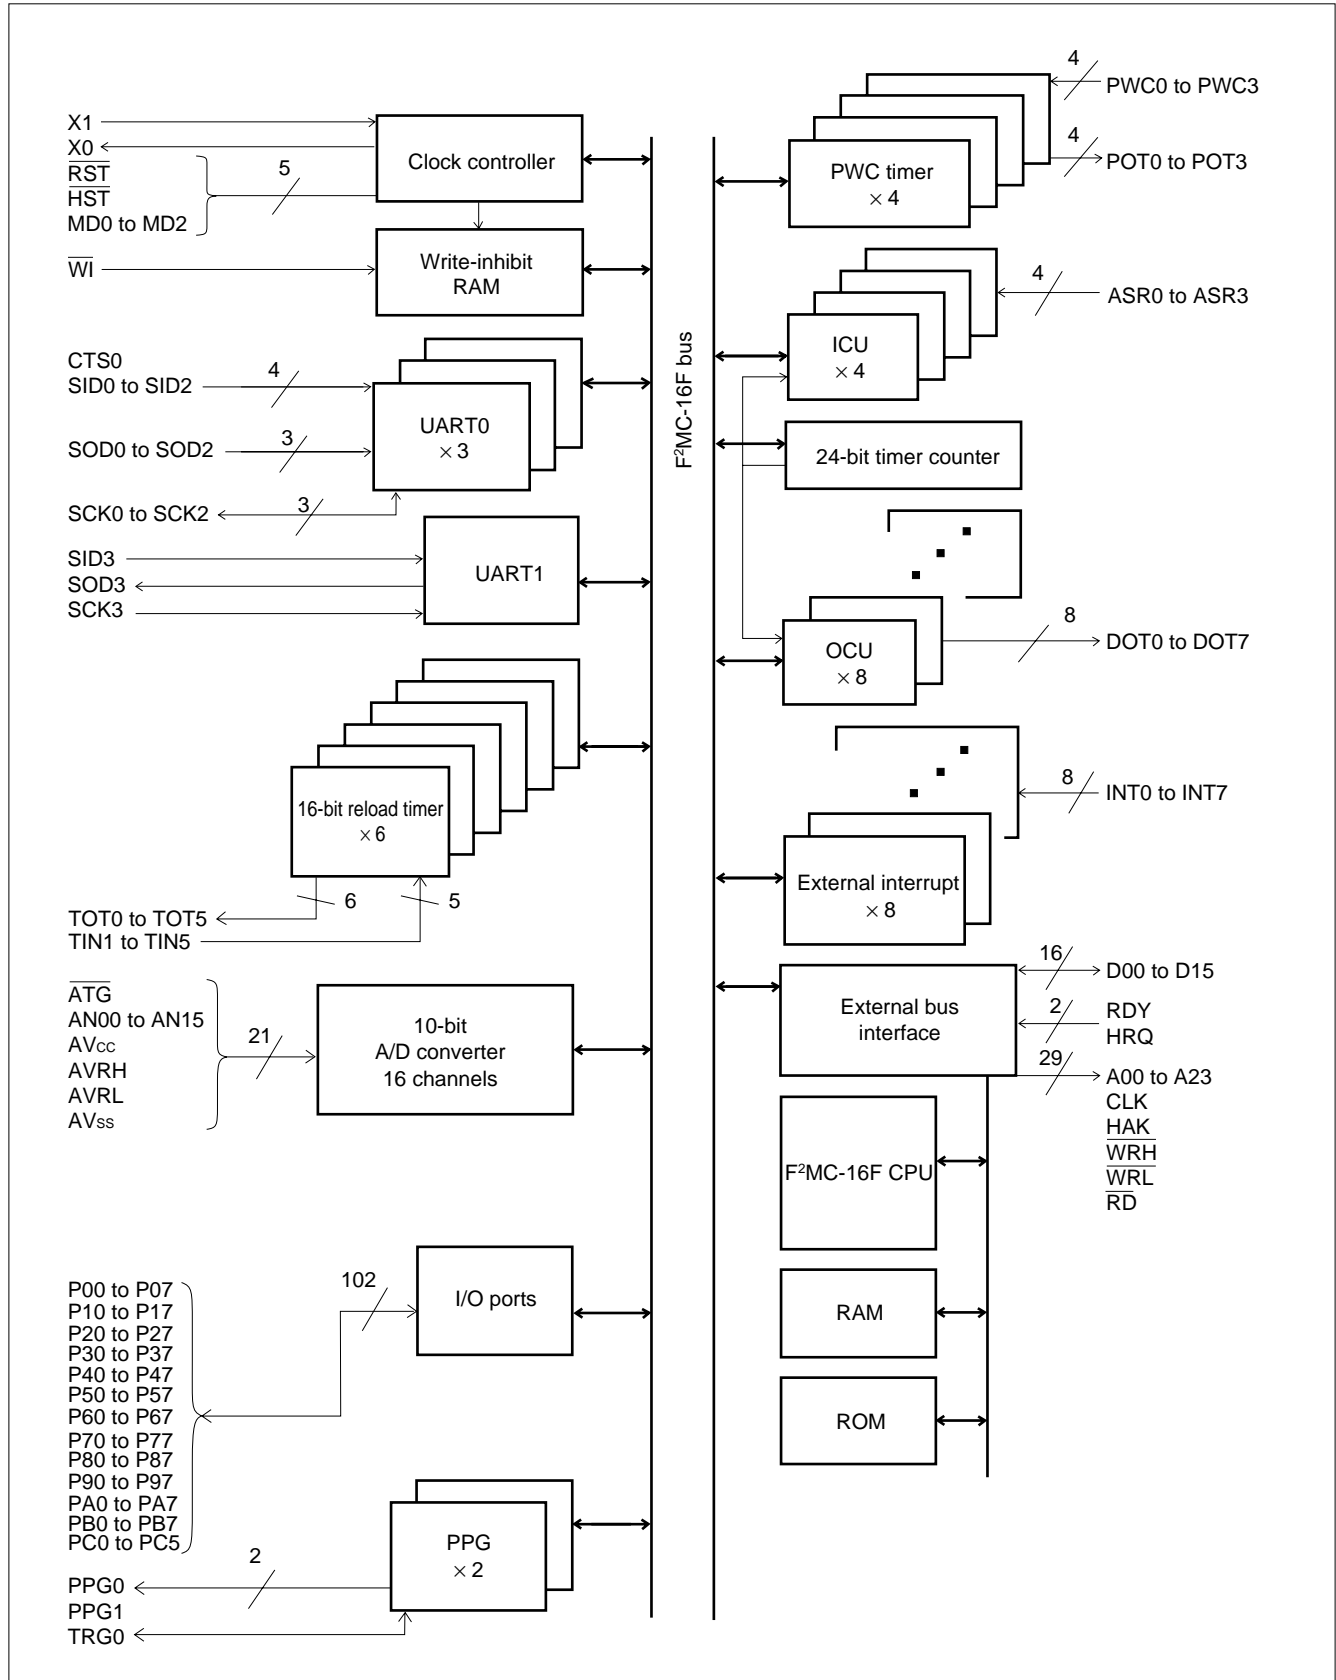 X1
X0
RST
HST
MD0 to MD2
5
Clock controller
WI
Write-inhibit
RAM
CTS0
SID0 to SID2
4
SOD0 to SOD2
3
SCK0 to SCK2
3
UART0
× 3
SID3
SOD3
SCK3
UART1
16-bit reload timer
× 6
6
5
TOT0 to TOT5
TIN1 to TIN5
ATG
AN00 to AN15
AVCC
AVRH
AVRL
AVSS
21
10-bit
A/D converter
16 channels
P00 to P07
P10 to P17
P20 to P27
P30 to P37
P40 to P47
P50 to P57
P60 to P67
P70 to P77
P80 to P87
P90 to P97
PA0 to PA7
PB0 to PB7
PC0 to PC5
102
I/O ports
2
PPG0
PPG1
TRG0
PPG
× 2
F²MC-16F bus
4
PWC0 to PWC3
4
POT0 to POT3
PWC timer
× 4
4
ASR0 to ASR3
ICU
× 4
24-bit timer counter
8
DOT0 to DOT7
OCU
× 8
8
INT0 to INT7
External interrupt
× 8
16
D00 to D15
External bus
interface
2
RDY
HRQ
29
A00 to A23
CLK
HAK
WRH
WRL
RD
F²MC-16F CPU
RAM
ROM